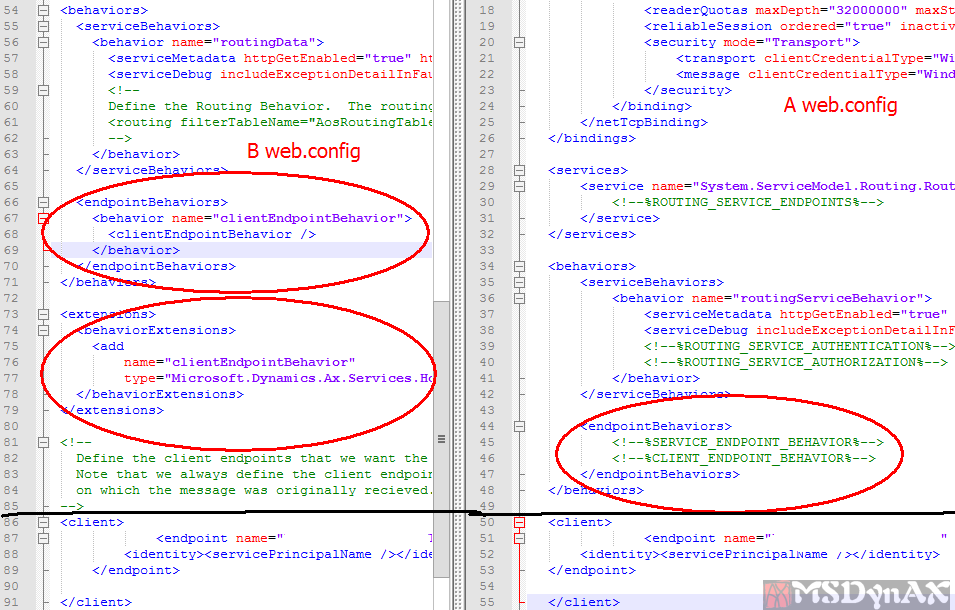 54 <behaviors>
55 <serviceBehaviors>
56 <behavior name="routingData">
57 <serviceMetadata httpGetEnabled="true"
58 <serviceDebug includeExceptionDetailInFau
59 <!--
60 Define the Routing Behavior. The routing
61 <routing filterTableName="AosRoutingTable
62 -->
63 </behavior>
64 </serviceBehaviors>
65
66 <endpointBehaviors>
67 <behavior name="clientEndpointBehavior">
68 <clientEndpointBehavior />
69 </behavior>
70 </endpointBehaviors>
71 </behaviors>
72
73 <extensions>
74 <behaviorExtensions>
75 <add
76 name="clientEndpointBehavior"
77 type="Microsoft.Dynamics.Ax.Services.Ho
78 </behaviorExtensions>
79 </extensions>
80
81 <!--
82 Define the client endpoints that we want the
83 Note that we always define the client endpoin
84 on which the message was originally recieved.
85 -->
86 <client>
87 <endpoint name="
88 <identity><servicePrincipalName /></ide
89 </endpoint>
90
91 </client>
B web.config
18 <readerQuotas maxDepth="32000000" maxSt
19 <reliableSession ordered="true" inactiv
20 <security mode="Transport">
21 <transport clientCredentialType="Wi
22 <message clientCredentialType="Wind
23 </security>
24 </binding>
25 </netTcpBinding>
26 </bindings>
27
28 <services>
29 <service name="System.ServiceModel.Routing.Rout
30 <!--%ROUTING_SERVICE_ENDPOINTS%-->
31 </service>
32 </services>
33
34 <behaviors>
35 <serviceBehaviors>
36 <behavior name="routingServiceBehavior">
37 <serviceMetadata httpGetEnabled="true"
38 <serviceDebug includeExceptionDetailInF
39 <!--%ROUTING_SERVICE_AUTHENTICATION%-->
40 <!--%ROUTING_SERVICE_AUTHORIZATION%-->
41 </behavior>
42 </serviceBehaviors>
43
44 <endpointBehaviors>
45 <!--%SERVICE_ENDPOINT_BEHAVIOR%-->
46 <!--%CLIENT_ENDPOINT_BEHAVIOR%-->
47 </endpointBehaviors>
48 </behaviors>
49
50 <client>
51 <endpoint name=" "
52 <identity><servicePrincipalName /></identity>
53 </endpoint>
54
55 </client>
A web.config
MSDynAX